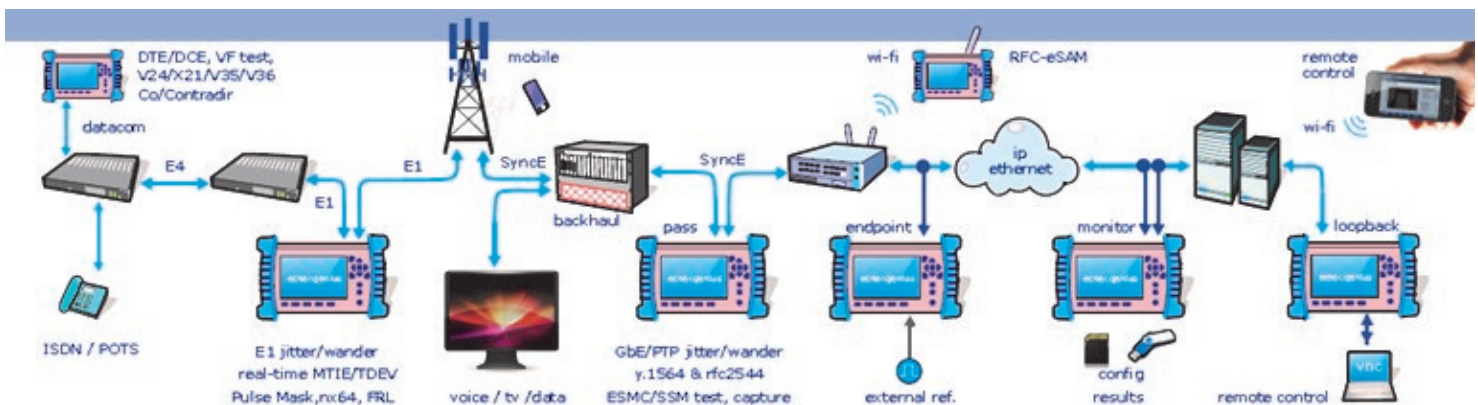 DTE/DCE, VF test,
V24/X21/V35/V36
Co/Contradir
datacom
E4
E1
E1
mobile
SyncE
backhaul
SyncE
pass
wi-fi
RFC-eSAM
endpoint
ip
ethernet
monitor
remote
control
wi-fi
loopback
ISDN / POTS
E1 jitter/wander
real-time MTIE/TDEV
Pulse Mask,nx64, FRL
voice / tv /data
GbE/PTP jitter/wander
y.1564 & rfc2544
ESMC/SSM test, capture
external ref.
config
results
vnc
remote control